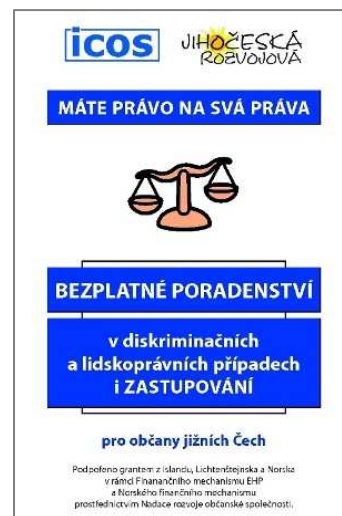 icos
JIHOČESKÁ
ROZVOJOVÁ
MÁTE PRÁVO NA SVÁ PRÁVA
BEZPLATNÉ PORADENSTVÍ
v diskriminačních
a lidskoprávních případech
i ZASTUPOVÁNÍ
pro občany jižních Čech
Podpořeno grantem z Islandu, Lichtenštejnska a Norska
v rámci Finanančního mechanismu EHP
a Norského finančního mechanismu
prostřednictvím Nadace rozvoje občanské společnosti.